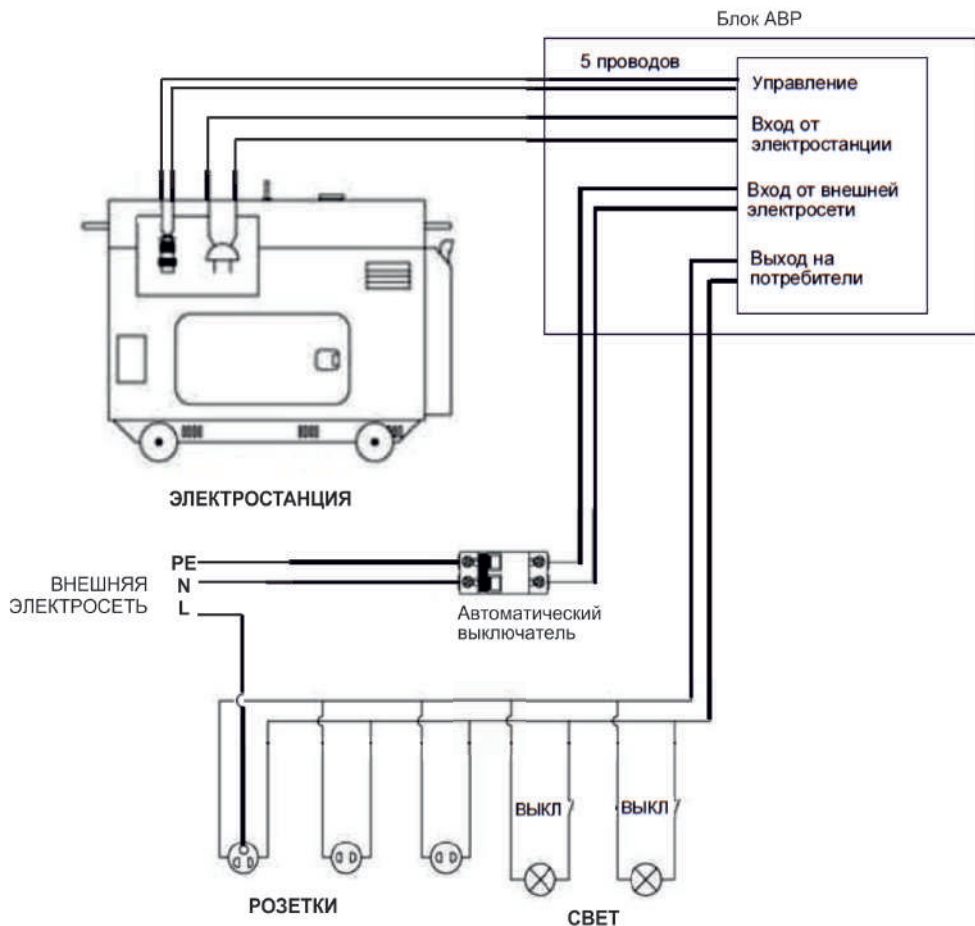 Блок АВР
5 проводов
Управление
Вход от
электростанции
Вход от внешней
электросети
Выход на
потребители
ЭЛЕКТРОСТАНЦИЯ
PE
ВНЕШНЯЯ
ЭЛЕКТРОСЕТЬ
N
L
Автоматический
выключатель
ВЫКЛ
ВЫКЛ
РОЗЕТКИ
СВЕТ